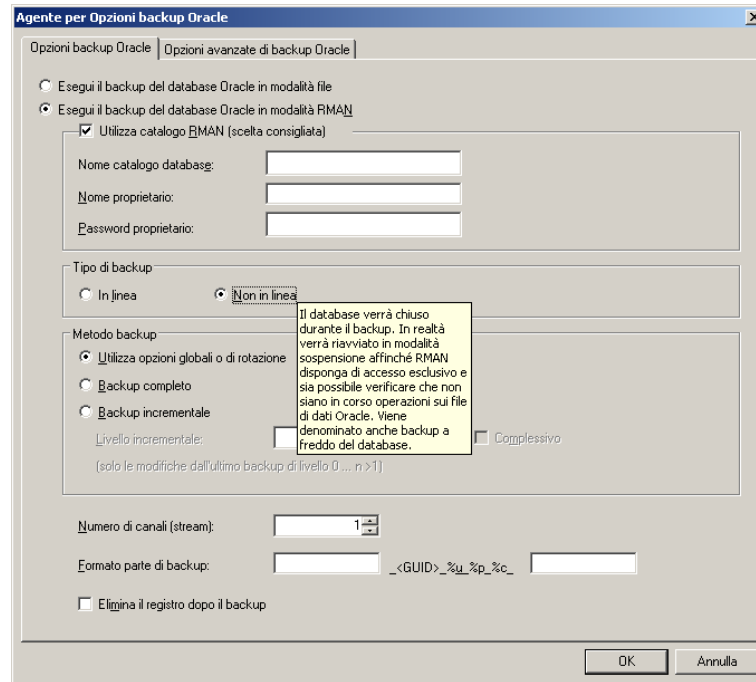 Agente per Opzioni backup Oracle
Opzioni backup Oracle
Opzioni avanzate di backup Oracle
Esegui il backup del database Oracle in modalità file
Esegui il backup del database Oracle in modalità RMAN
Utilizza catalogo RMAN (scelta consigliata)
Nome catalogo database:
Nome proprietario:
Password proprietario:
Tipo di backup
In linea
Non in linea
Il database verrà chiuso
durante il backup. In realtà
verrà riavviato in modalità
sospensione affinché RMAN
disponga di accesso esclusivo e
sia possibile verificare che non
siano in corso operazioni sui file
di dati Oracle. Viene
denominato anche backup a
freddo del database.
Metodo backup
Utilizza opzioni globali o di rotazione
Backup completo
Backup incrementale
Livello incrementale:
Complessivo
(solo le modifiche dall'ultimo backup di livello 0 ... n >1)
Numero di canali (stream):
1
Formato parte di backup:
_<GUID>_%u_%p_%c_
Elimina il registro dopo il backup
OK
Annulla